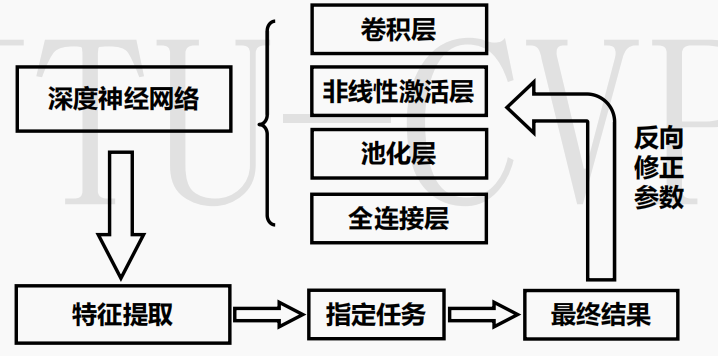 深度神经网络
卷积层
非线性激活层
池化层
全连接层
反向
修正
参数
特征提取
指定任务
最终结果